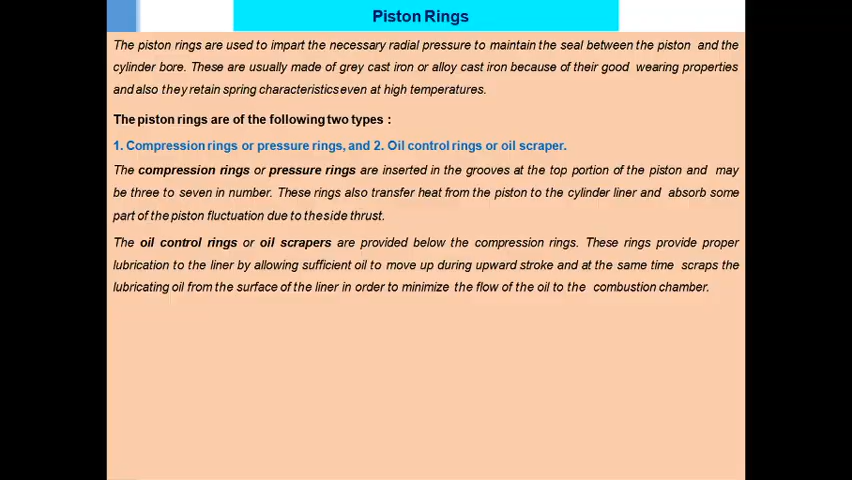 Piston Rings
The piston rings are used to impart the necessary radial pressure to maintain the seal between the piston and the
cylinder bore. These are usually made of grey cast iron or alloy cast iron because of their good wearing properties
and also they retain spring characteristics even at high temperatures.
The piston rings are of the following two types :
1. Compression rings or pressure rings, and 2. Oil control rings or oil scraper.
The compression rings or pressure rings are inserted in the grooves at the top portion of the piston and may
be three to seven in number. These rings also transfer heat from the piston to the cylinder liner and absorb some
part of the piston fluctuation due to the side thrust.
The oil control rings or oil scrapers are provided below the compression rings. These rings provide proper
lubrication to the liner by allowing sufficient oil to move up during upward stroke and at the same time scraps the
lubricating oil from the surface of the liner in order to minimize the flow of the oil to the combustion chamber.